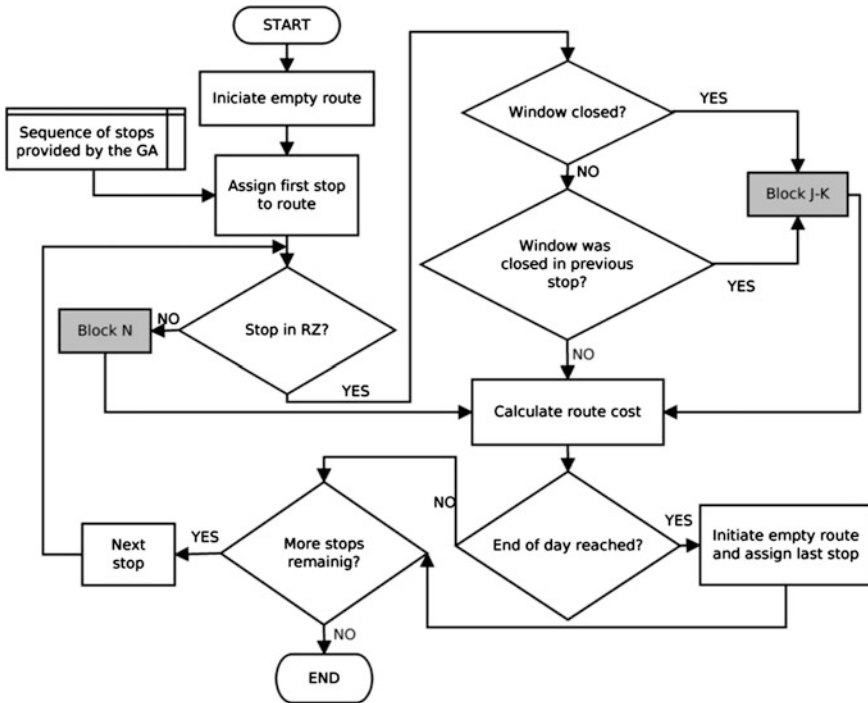 START
Iniciate empty route
Sequence of stops
provided by the GA
Assign first stop
to route
Stop in RZ?
NO
Block N
YES
Window closed?
YES
NO
Block J-K
Window was
closed in previous
stop?
YES
NO
Calculate route cost
End of day reached?
NO
YES
Initiate empty route
and assign last stop
More stops
remainig?
YES
Next
stop
NO
END